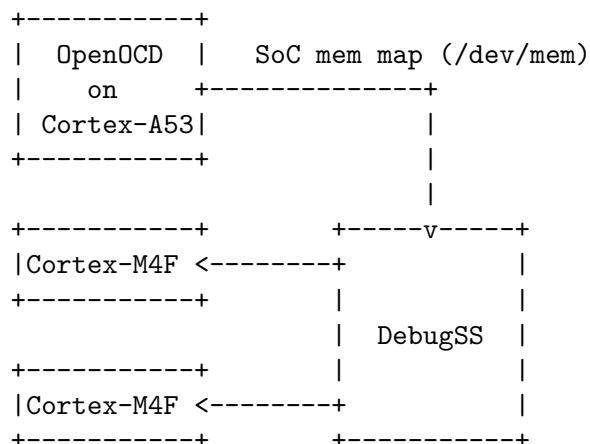 +-----------+
|  OpenOCD  |   SoC mem map (/dev/mem)
|    on     +--------------+
| Cortex-A53|              |
+-----------+              |
                           |
+-----------+        +-----v-----+
|Cortex-M4F <--------+           |
+-----------+        |           |
                     |  DebugSS  |
+-----------+        |           |
|Cortex-M4F <--------+           |
+-----------+        +-----------+